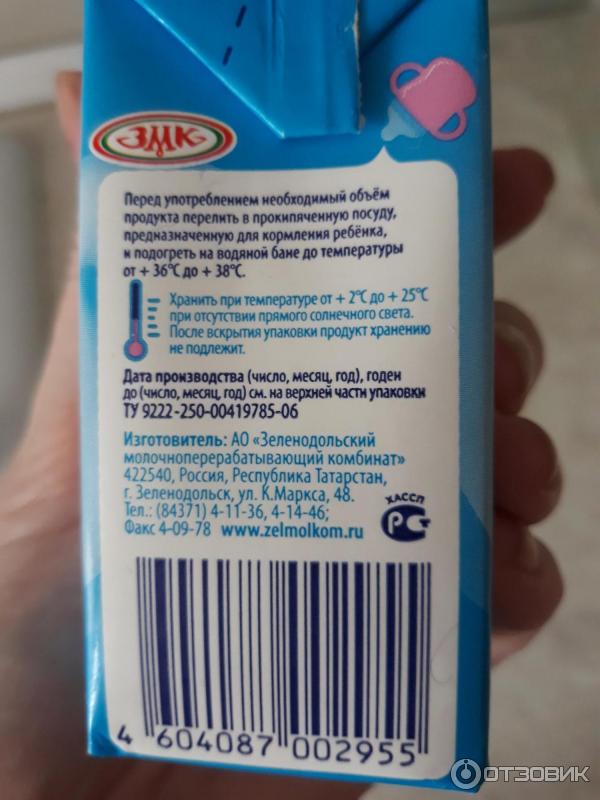 ЗМК
Перед употреблением необходимый объём
продукта перелить в прокипяченную посуду,
предназначенную для кормления ребёнка,
и подогреть на водяной бане до температуры
от + 36°С до + 38°С.
Хранить при температуре от + 2°С до + 25°С
при отсутствии прямого солнечного света.
После вскрытия упаковки продукт хранению
не подлежит.
Дата производства (число, месяц, год), годен
до (число, месяц, год) см. на верхней части упаковки
ТУ 9222-250-00419785-06
Изготовитель: АО «Зеленодольский
молочноперерабатывающий комбинат»
422540, Россия, Республика Татарстан,
г. Зеленодольск, ул. К.Маркса, 48.
Тел.: (84371) 4-11-36, 4-14-46;
Факс 4-09-78 www.zelmolkom.ru
ХАССП
РС
4 604087 002955
ОТЗОВИК